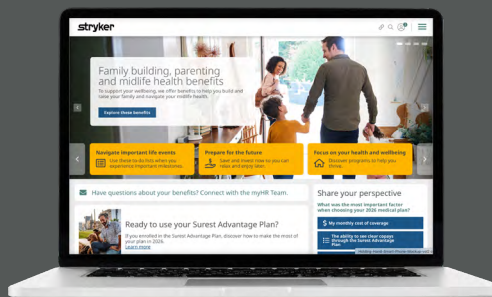 stryker
Family building, parenting
and midlife health benefits
To support your wellbeing, we offer benefits to help you build and
raise your family and navigate your midlife health.
Explore these benefits
Navigate important life events
Use these to-do lists when you
experience important milestones.
Prepare for the future
Save and invest now so you can
relax and enjoy later.
Focus on your health and wellbeing
Discover programs to help you
thrive.
Have questions about your benefits? Connect with the myHR Team.
Ready to use your Surest Advantage Plan?
If you enrolled in the Surest Advantage Plan, discover how to make the most of
your plan in 2026.
Learn more
Share your perspective
What was the most important factor
when choosing your 2026 medical plan?
My monthly cost of coverage
The ability to see clear copays
through the Surest Advantage
Plan